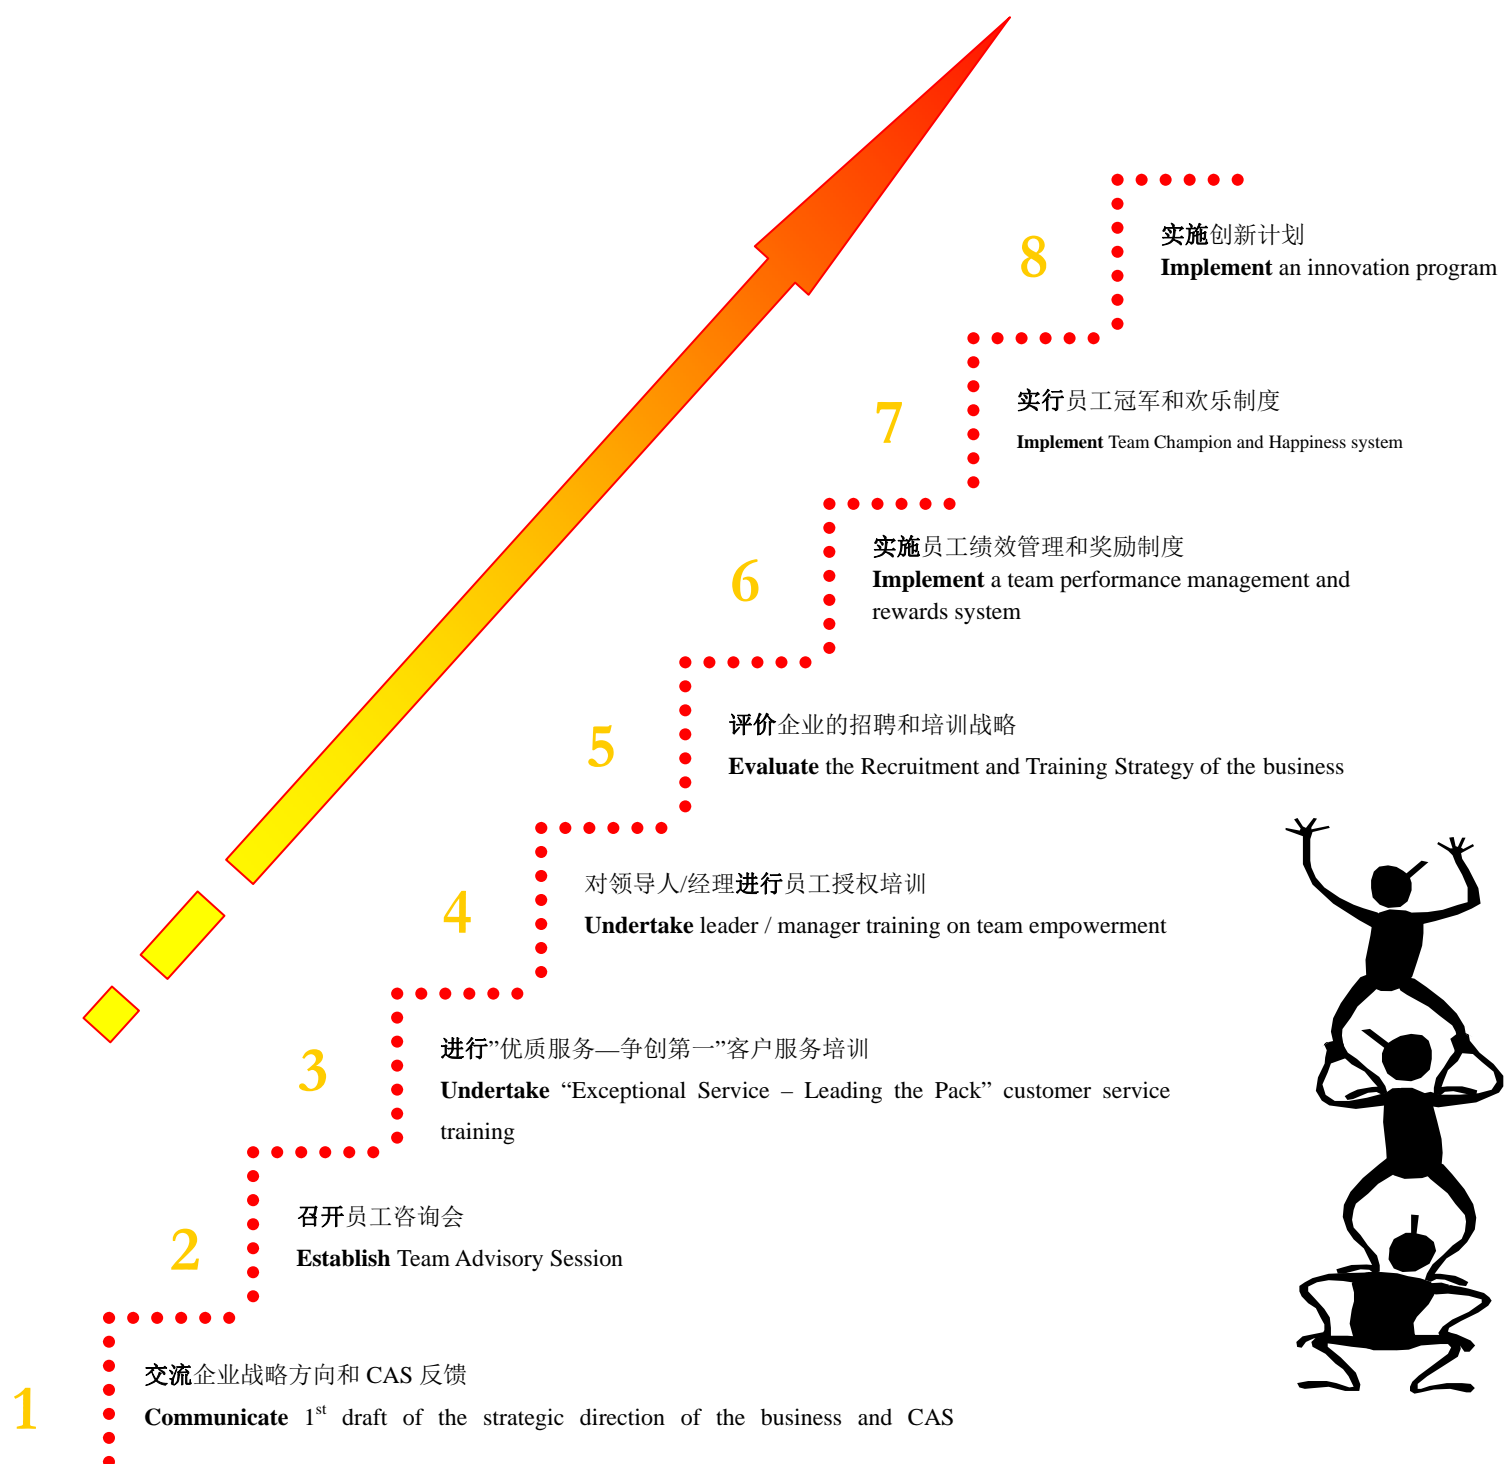 8
实施创新计划
Implement an innovation program
7
实行员工冠军和欢乐制度
Implement Team Champion and Happiness system
6
实施员工绩效管理和奖励制度
Implement a team performance management and
rewards system
5
评价企业的招聘和培训战略
Evaluate the Recruitment and Training Strategy of the business
4
对领导人/经理进行员工授权培训
Undertake leader / manager training on team empowerment
3
进行”优质服务—争创第一”客户服务培训
Undertake “Exceptional Service – Leading the Pack” customer service
training
2
召开员工咨询会
Establish Team Advisory Session
1
交流企业战略方向和 CAS 反馈
Communicate 1st draft of the strategic direction of the business and CAS